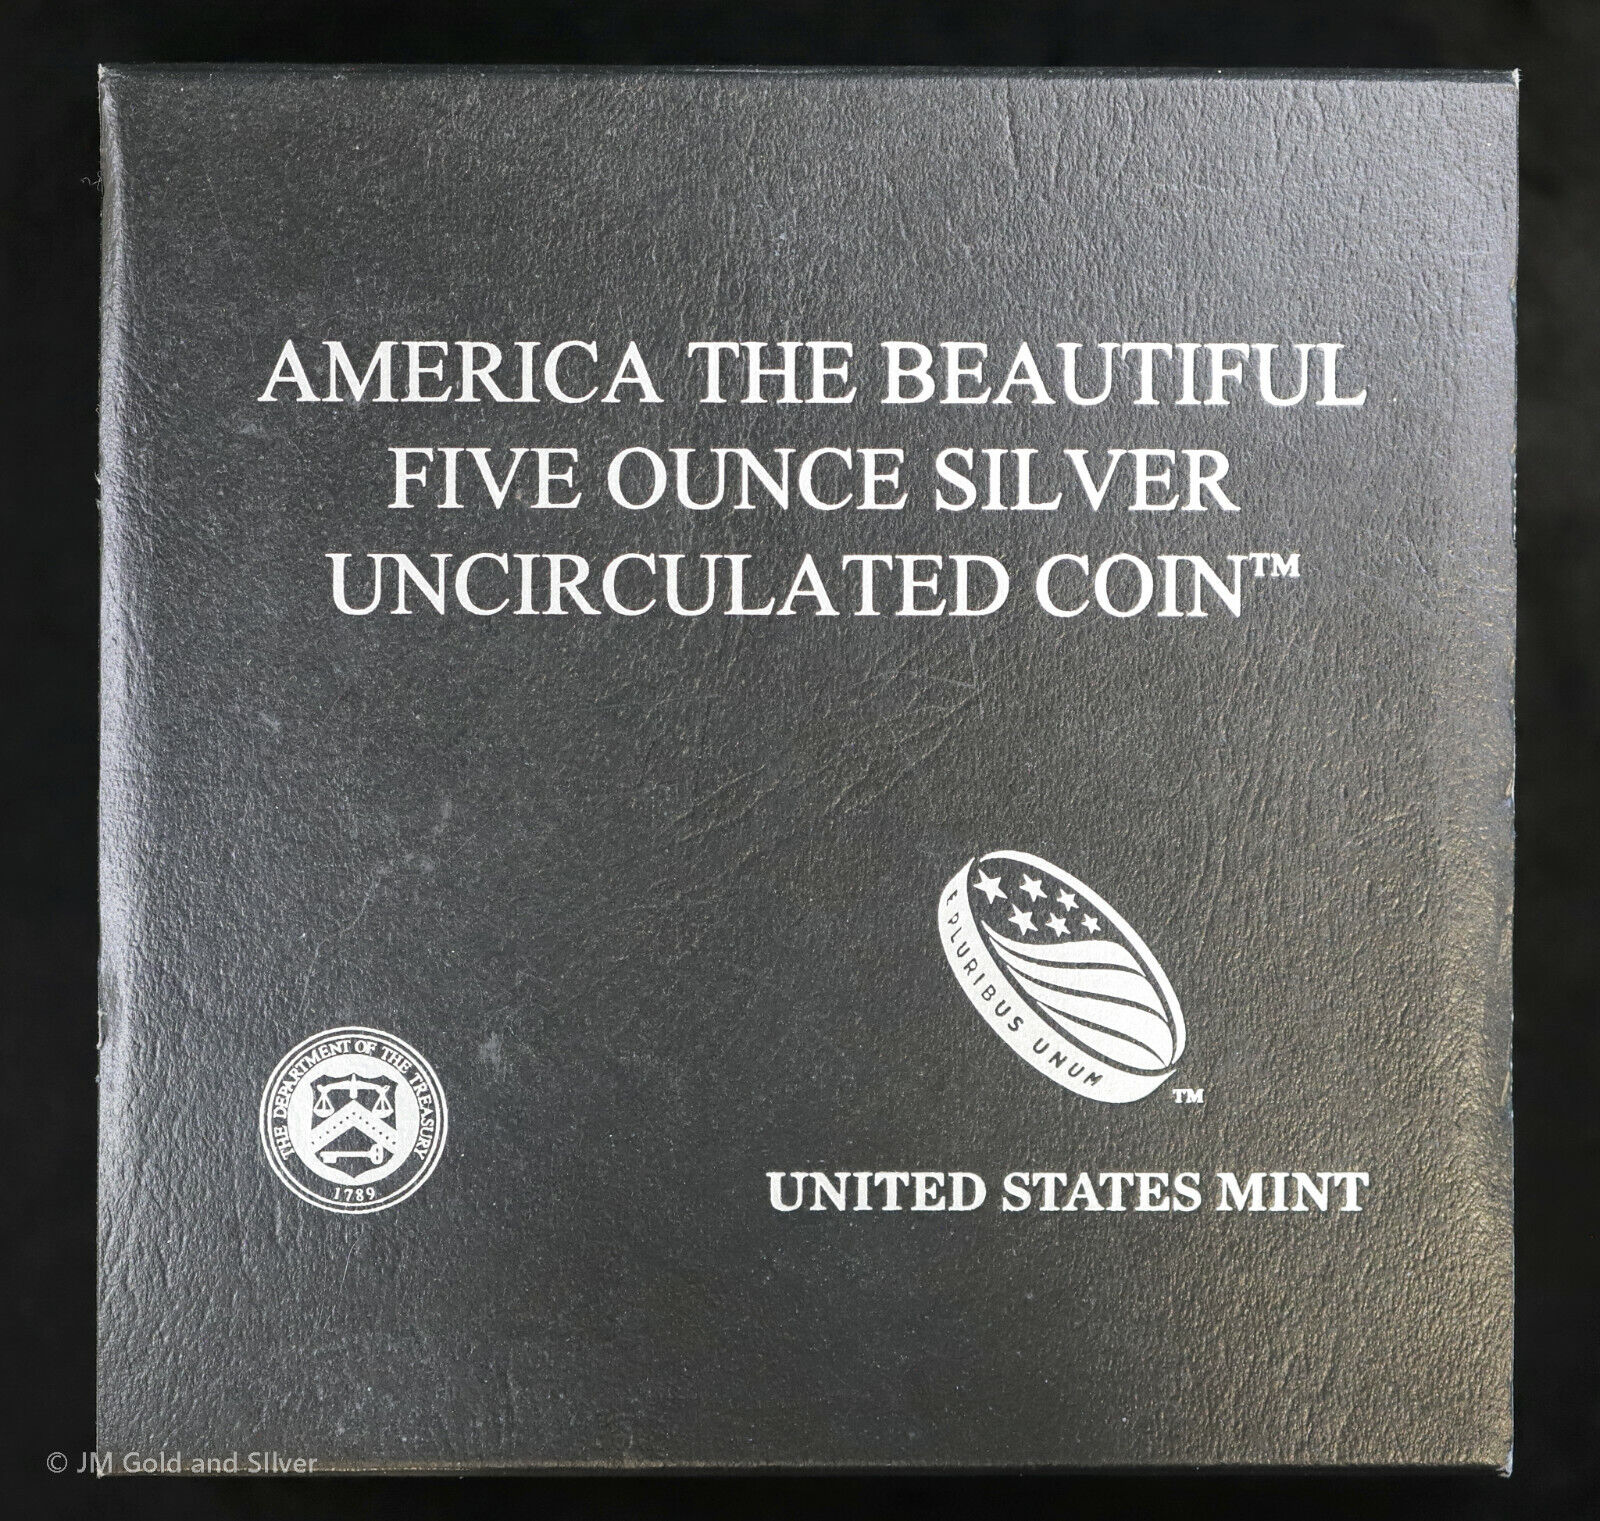 AMERICA THE BEAUTIFUL
FIVE OUNCE SILVER
UNCIRCULATED COIN™
E PLURIBUS UNUM
TM
THE DEPARTMENT OF THE TREASURY
1789
UNITED STATES MINT
© JM Gold and SIlver